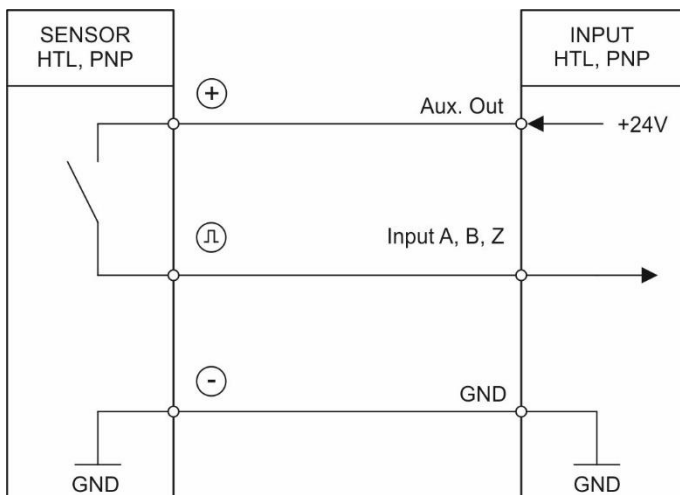 SENSOR
HTL, PNP
INPUT
HTL, PNP
+
Aux. Out
+24V
Input A, B, Z
-
GND
GND
GND